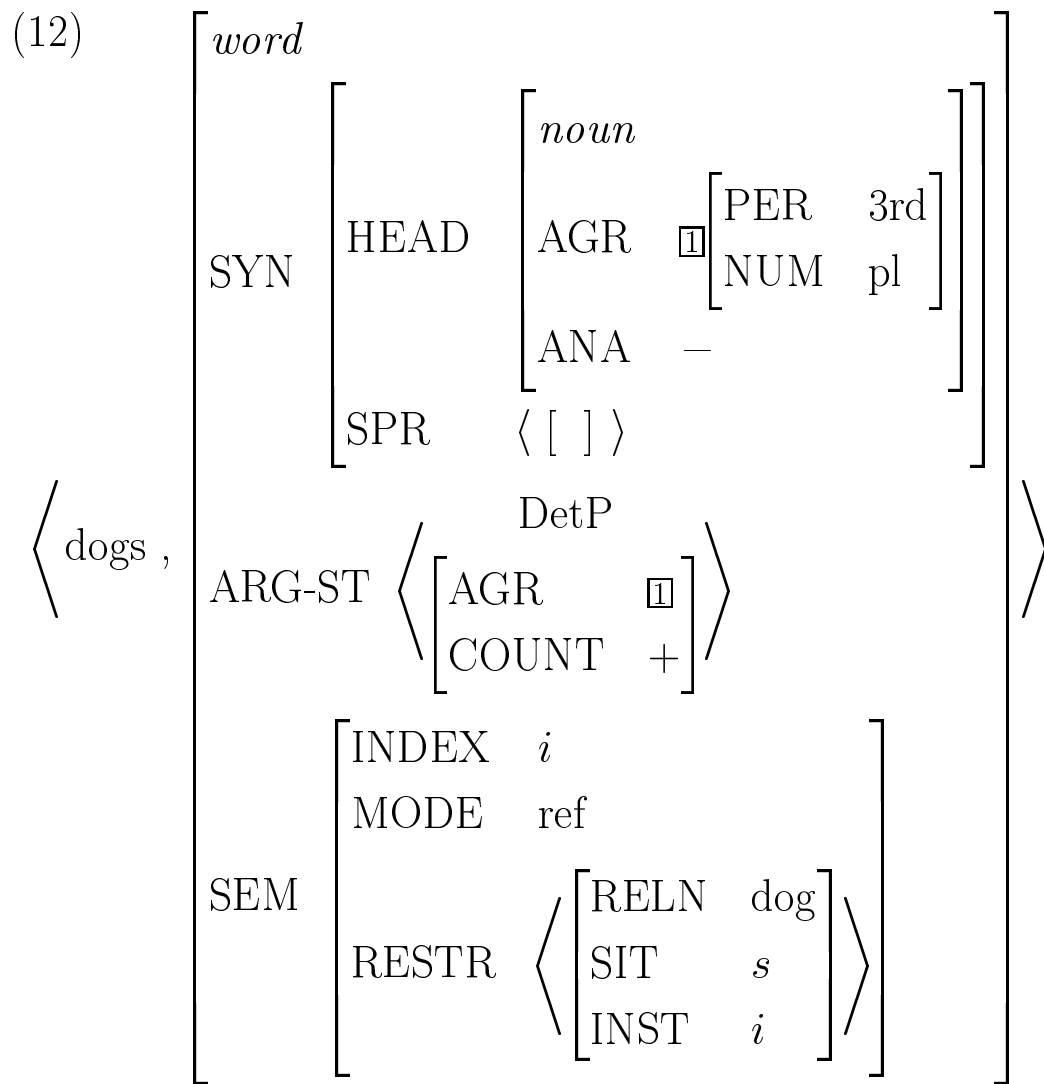 (12)
word
noun
PER 3rd
HEAD AGR 1
SYN NUM pl
ANA −
SPR ⟨ [ ] ⟩
DetP
⟨ dogs , ⟩
ARG-ST ⟨ AGR 1 ⟩
COUNT +
INDEX i
MODE ref
SEM RELN dog
RESTR ⟨ SIT s ⟩
INST i